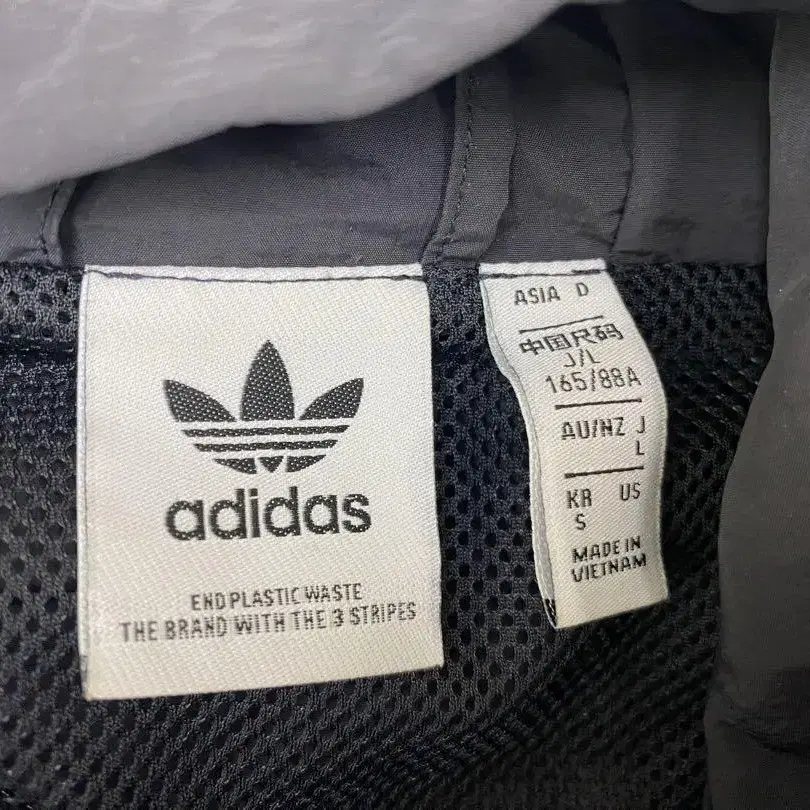 adidas
END PLASTIC WASTE
THE BRAND WITH THE 3 STRIPES
ASIA D
中国尺码
J/L
165/88A
AU/NZ J
L
KR US
S
MADE IN
VIETNAM